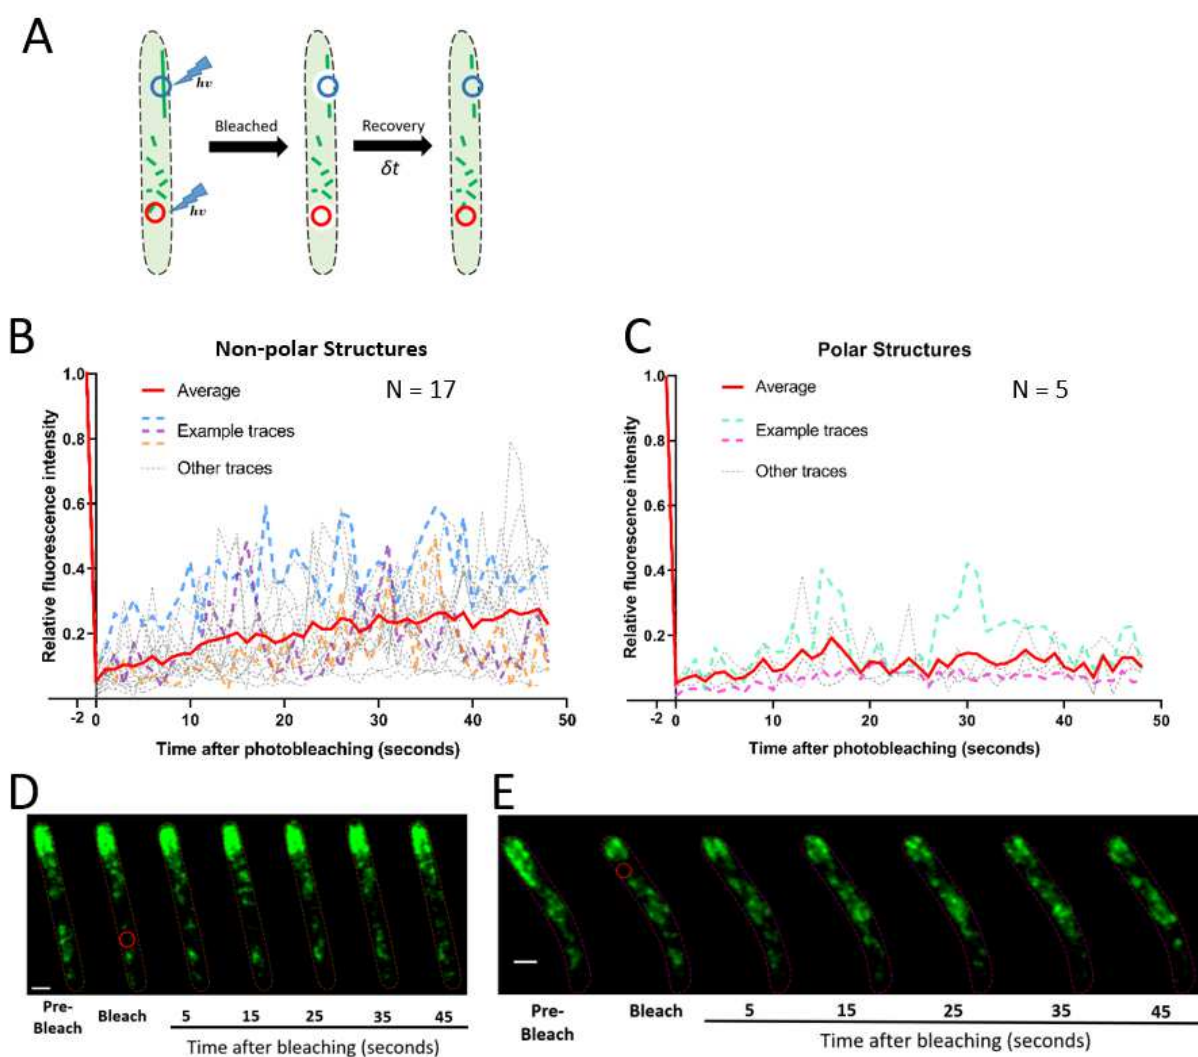 A
hv
Bleached
Recovery
δt
hv
B
Non-polar Structures
Average
N = 17
Example traces
Other traces
Relative fluorescence intensity
1.0
0.8
0.6
0.4
0.2
-2 0 10 20 30 40 50
Time after photobleaching (seconds)
C
Polar Structures
Average
N = 5
Example traces
Other traces
Relative fluorescence intensity
1.0
0.8
0.6
0.4
0.2
-2 0 10 20 30 40 50
Time after photobleaching (seconds)
D
Pre-
Bleach
Bleach
5 15 25 35 45
Time after bleaching (seconds)
E
Pre-
Bleach
Bleach
5 15 25 35 45
Time after bleaching (seconds)